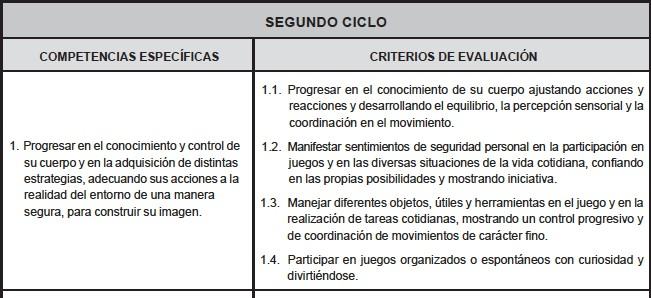 SEGUNDO CICLO
COMPETENCIAS ESPECÍFICAS
CRITERIOS DE EVALUACIÓN
1. Progresar en el conocimiento y control de
su cuerpo y en la adquisición de distintas
estrategias, adecuando sus acciones a la
realidad del entorno de una manera
segura, para construir su imagen.
1.1. Progresar en el conocimiento de su cuerpo ajustando acciones y
reacciones y desarrollando el equilibrio, la percepción sensorial y la
coordinación en el movimiento.
1.2. Manifestar sentimientos de seguridad personal en la participación en
juegos y en las diversas situaciones de la vida cotidiana, confiando
en las propias posibilidades y mostrando iniciativa.
1.3. Manejar diferentes objetos, útiles y herramientas en el juego y en la
realización de tareas cotidianas, mostrando un control progresivo y
de coordinación de movimientos de carácter fino.
1.4. Participar en juegos organizados o espontáneos con curiosidad y
divirtiéndose.